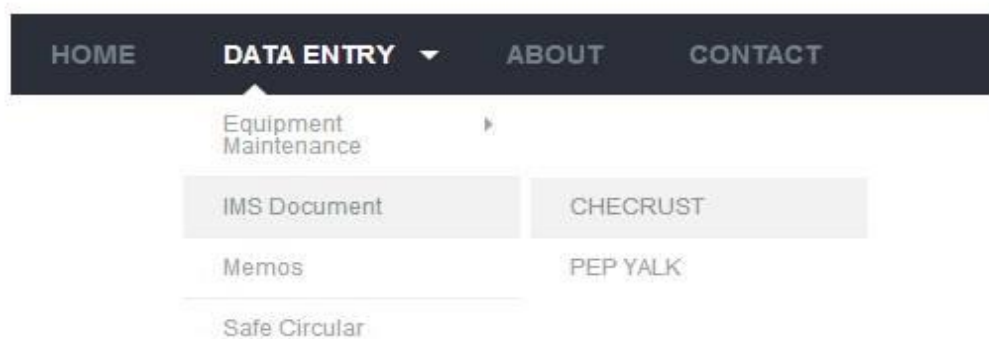 HOME DATA ENTRY ABOUT CONTACT
Equipment
Maintenance
IMS Document CHECRUST
Memos PEP YALK
Safe Circular